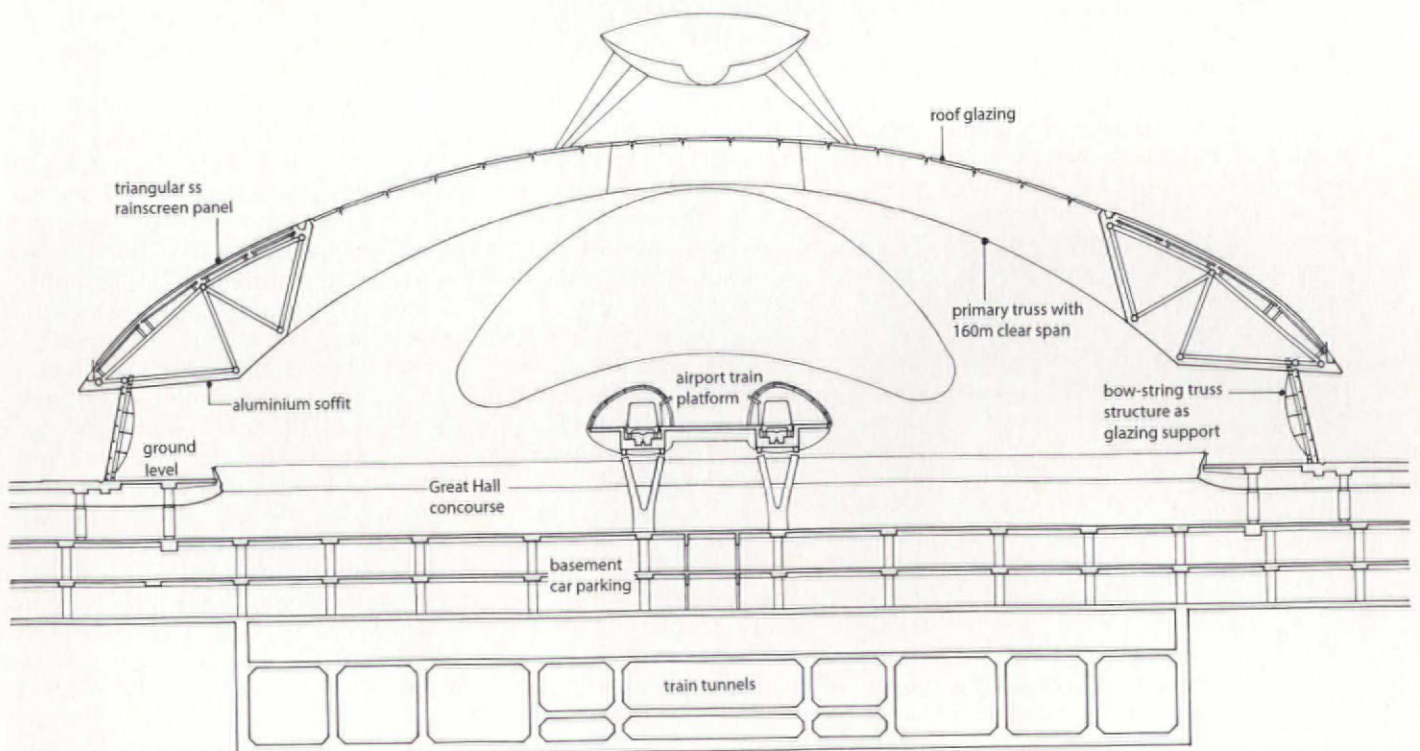 roof glazing
triangular ss
rainscreen panel
primary truss with
160m clear span
airport train
platform
bow-string truss
structure as
glazing support
aluminium soffit
ground
level
Great Hall
concourse
basement
car parking
train tunnels